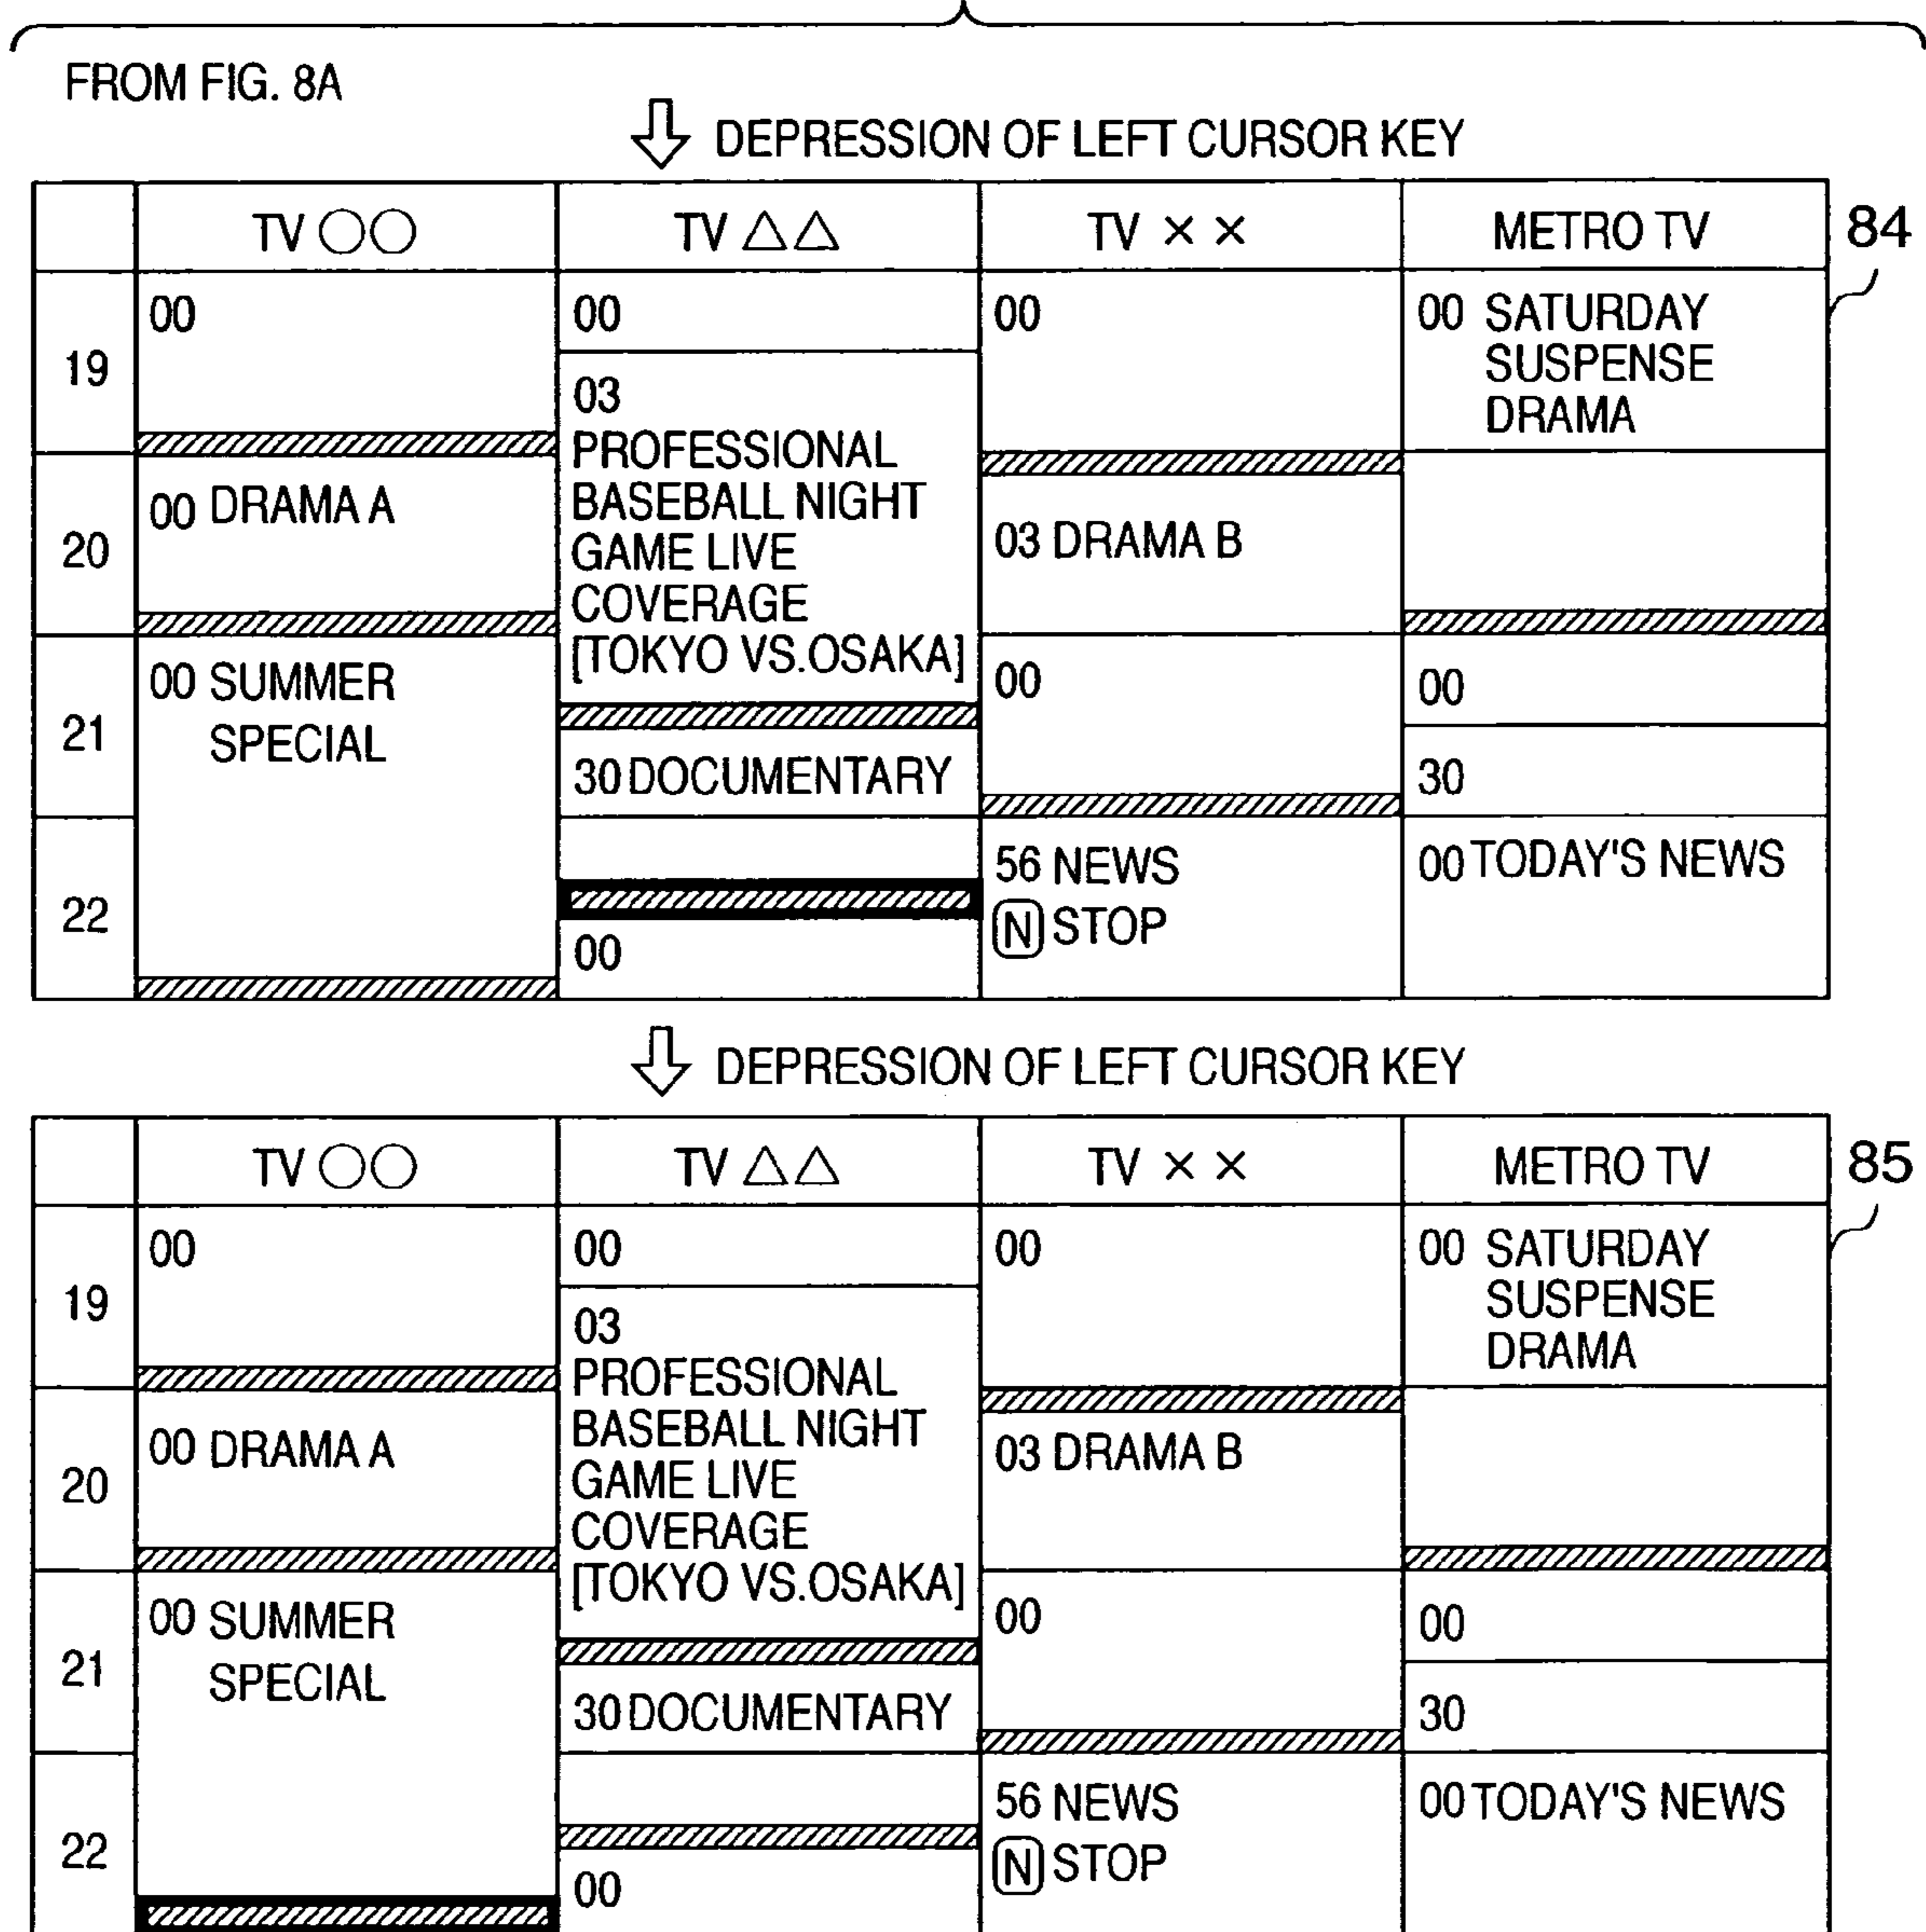 FROM FIG. 8A
DEPRESSION OF LEFT CURSOR KEY
TV ○○ TV △△ TV × × METRO TV 84
19
00
00
00
00 SATURDAY
SUSPENSE
DRAMA
03
PROFESSIONAL
BASEBALL NIGHT
GAME LIVE
COVERAGE
[TOKYO VS.OSAKA]
20
00 DRAMA A
03 DRAMA B
21
00 SUMMER
SPECIAL
00
00
30 DOCUMENTARY
30
22
56 NEWS
N STOP
00 TODAY'S NEWS
00
DEPRESSION OF LEFT CURSOR KEY
TV ○○ TV △△ TV × × METRO TV 85
19
00
00
00
00 SATURDAY
SUSPENSE
DRAMA
03
PROFESSIONAL
BASEBALL NIGHT
GAME LIVE
COVERAGE
[TOKYO VS.OSAKA]
20
00 DRAMA A
03 DRAMA B
21
00 SUMMER
SPECIAL
00
00
30 DOCUMENTARY
30
22
56 NEWS
N STOP
00 TODAY'S NEWS
00